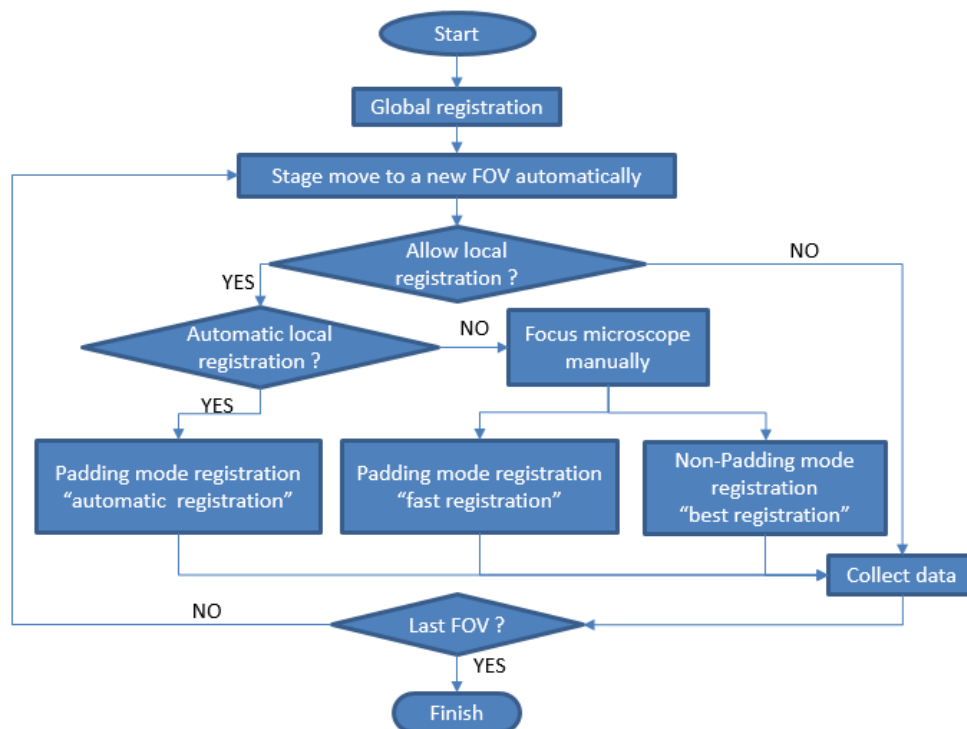 Start
Global registration
Stage move to a new FOV automatically
Allow local
registration ?
NO
YES
Automatic local
registration ?
NO
Focus microscope
manually
YES
Padding mode registration
“automatic registration”
Padding mode registration
“fast registration”
Non-Padding mode
registration
“best registration”
Collect data
NO
Last FOV ?
YES
Finish